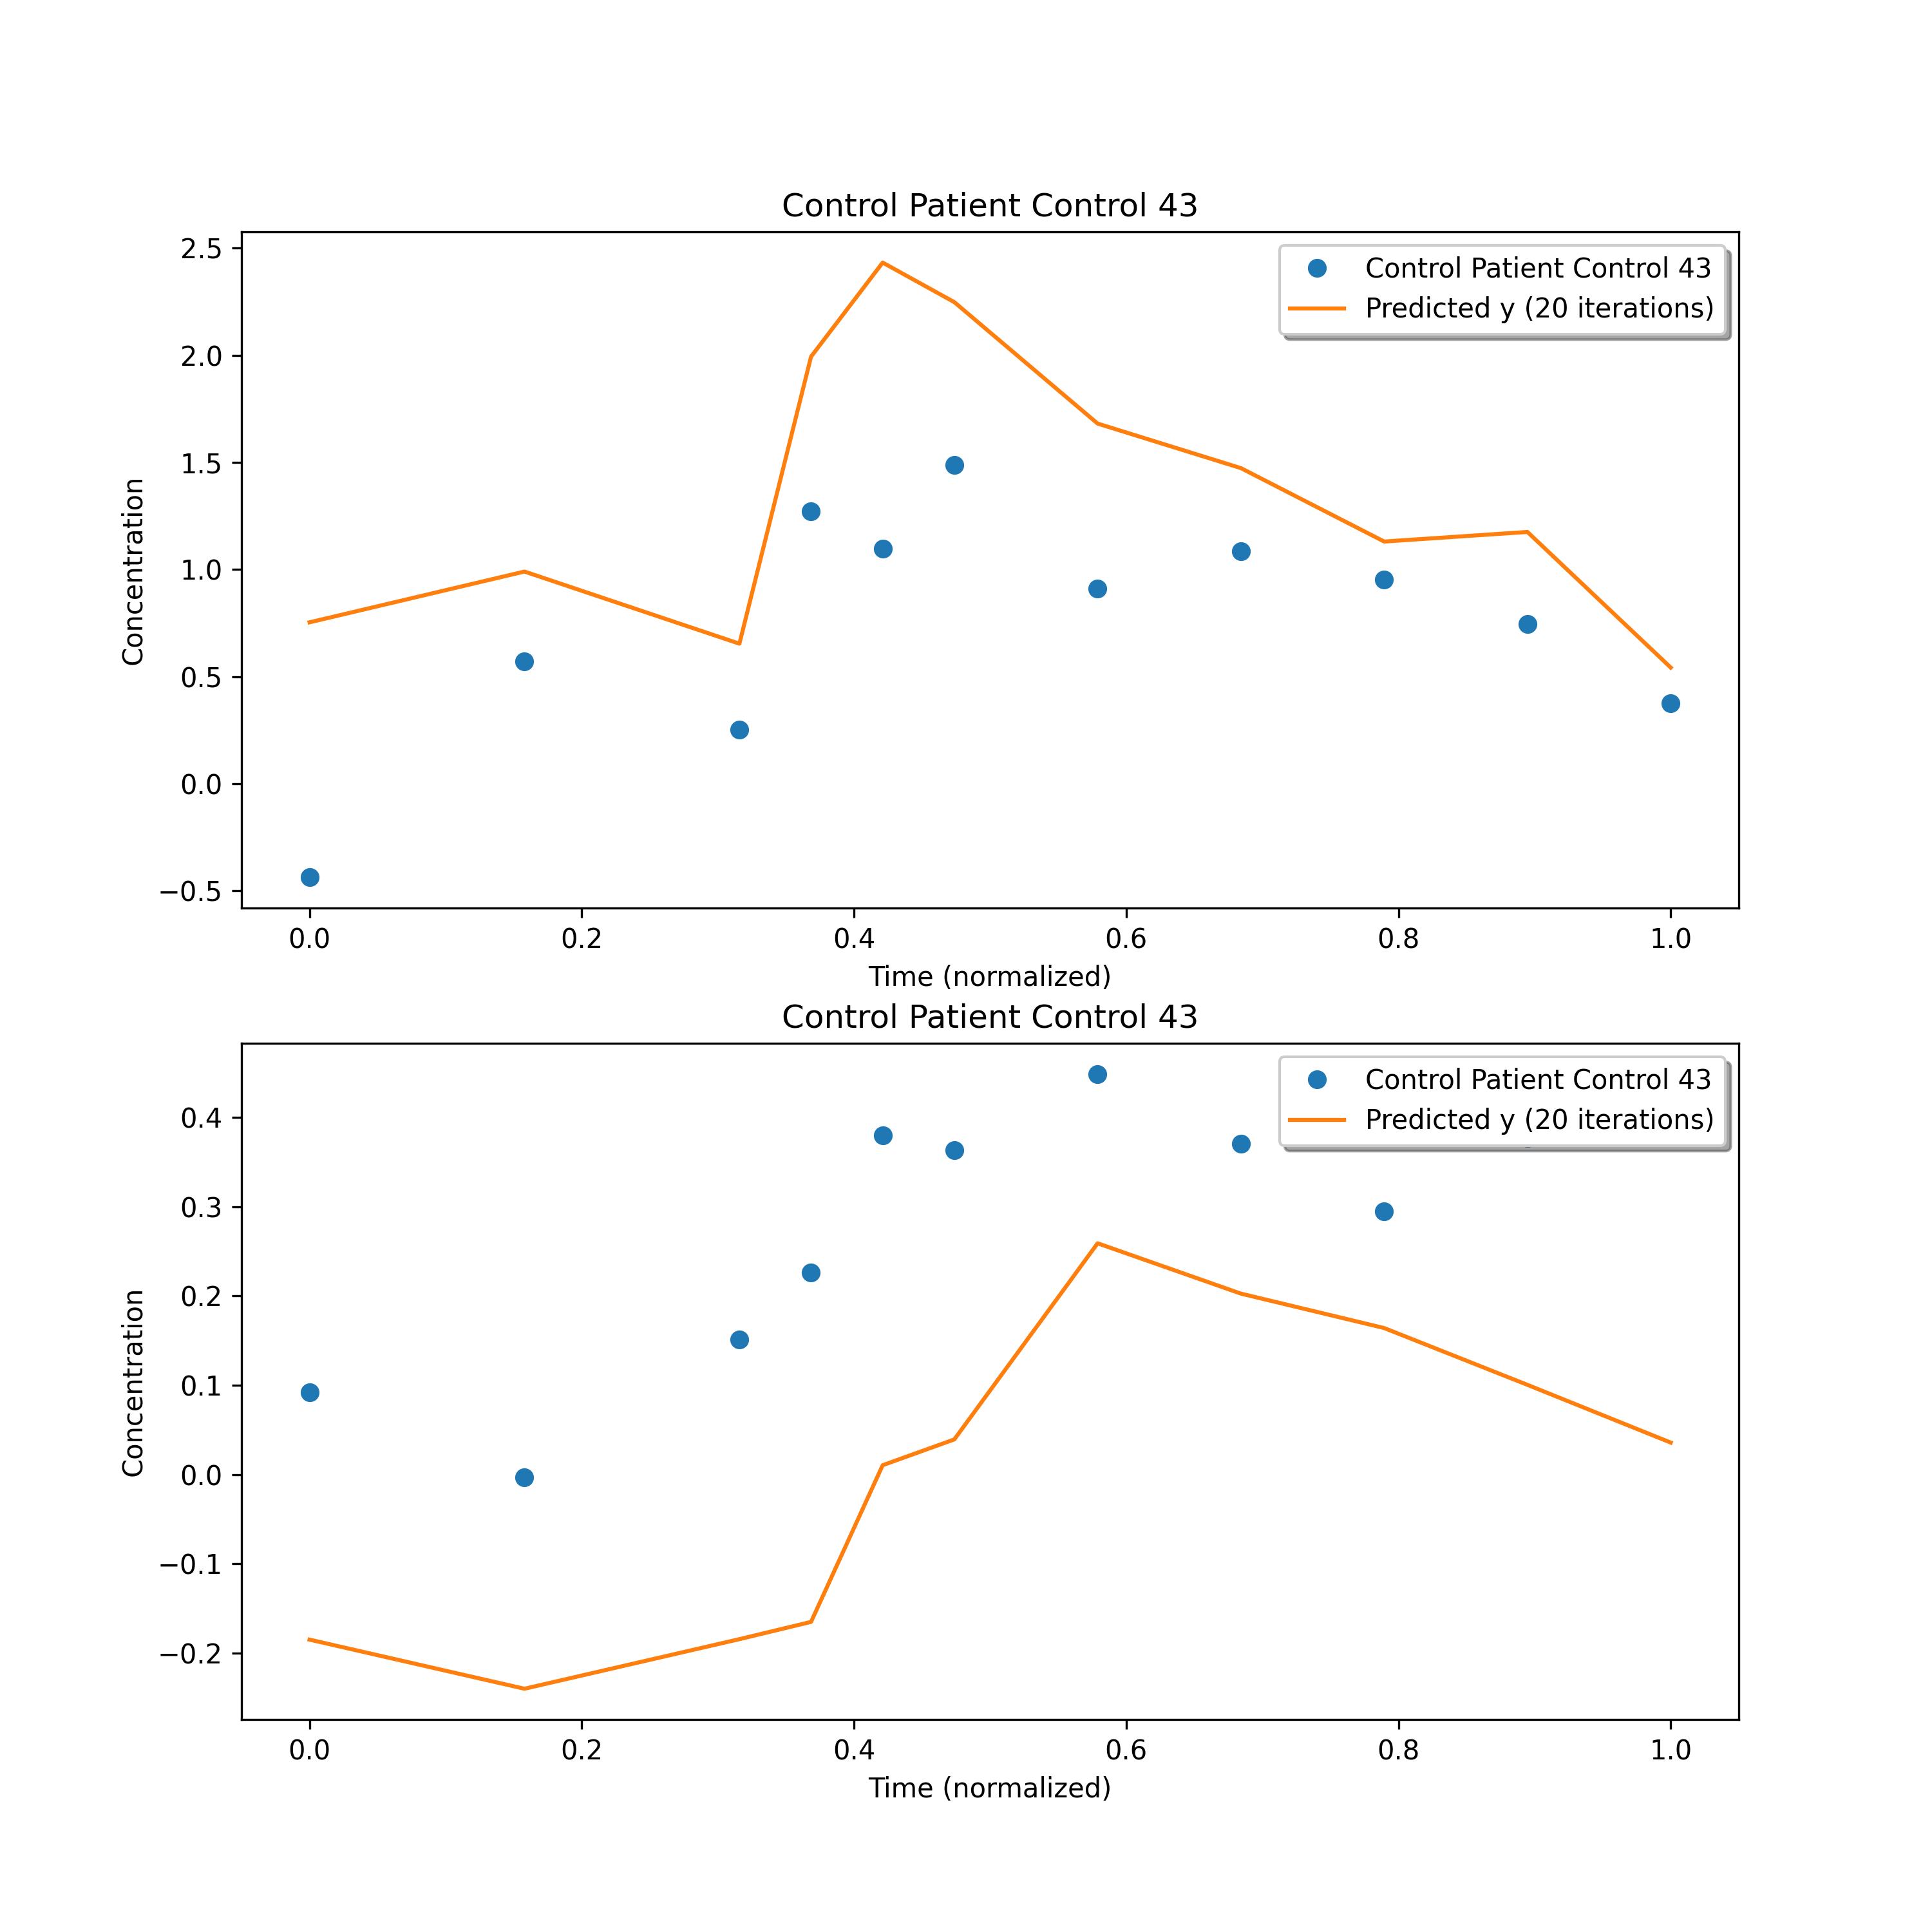 Control Patient Control 43
2.5
2.0
1.5
1.0
0.5
0.0
−0.5
Concentration
Control Patient Control 43
Predicted y (20 iterations)
0.0 0.2 0.4 0.6 0.8 1.0
Time (normalized)
Control Patient Control 43
0.4
0.3
0.2
0.1
0.0
−0.1
−0.2
Concentration
Control Patient Control 43
Predicted y (20 iterations)
0.0 0.2 0.4 0.6 0.8 1.0
Time (normalized)